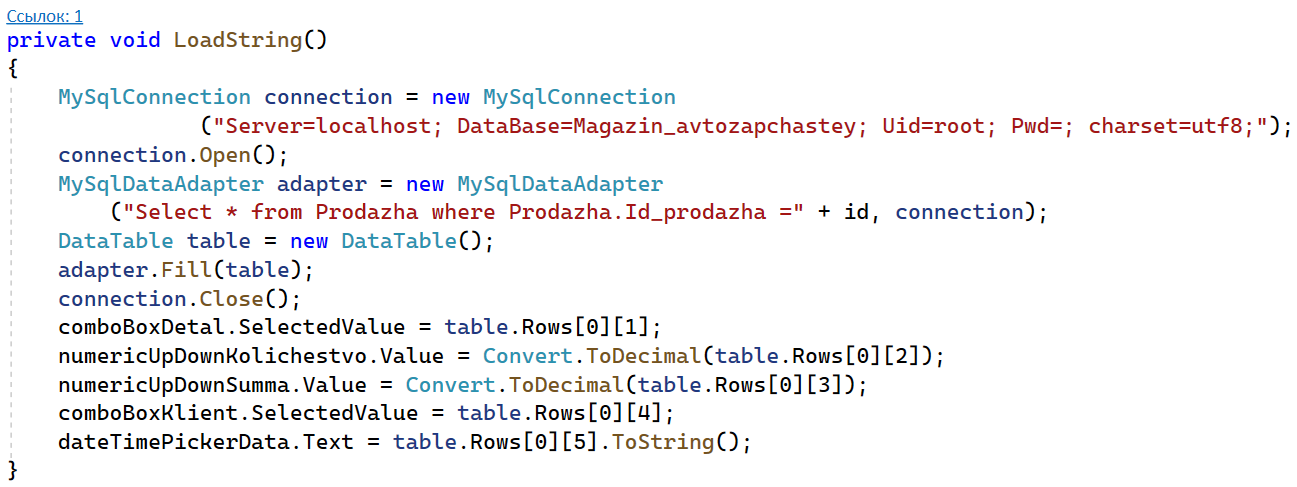 Ссылок: 1
private void LoadString()
{
    MySqlConnection connection = new MySqlConnection
               ("Server=localhost; DataBase=Magazin_avtozapchastey; Uid=root; Pwd=; charset=utf8;");
    connection.Open();
    MySqlDataAdapter adapter = new MySqlDataAdapter
        ("Select * from Prodazha where Prodazha.Id_prodazha =" + id, connection);
    DataTable table = new DataTable();
    adapter.Fill(table);
    connection.Close();
    comboBoxDetal.SelectedValue = table.Rows[0][1];
    numericUpDownKolichestvo.Value = Convert.ToDecimal(table.Rows[0][2]);
    numericUpDownSumma.Value = Convert.ToDecimal(table.Rows[0][3]);
    comboBoxKlient.SelectedValue = table.Rows[0][4];
    dateTimePickerData.Text = table.Rows[0][5].ToString();
}